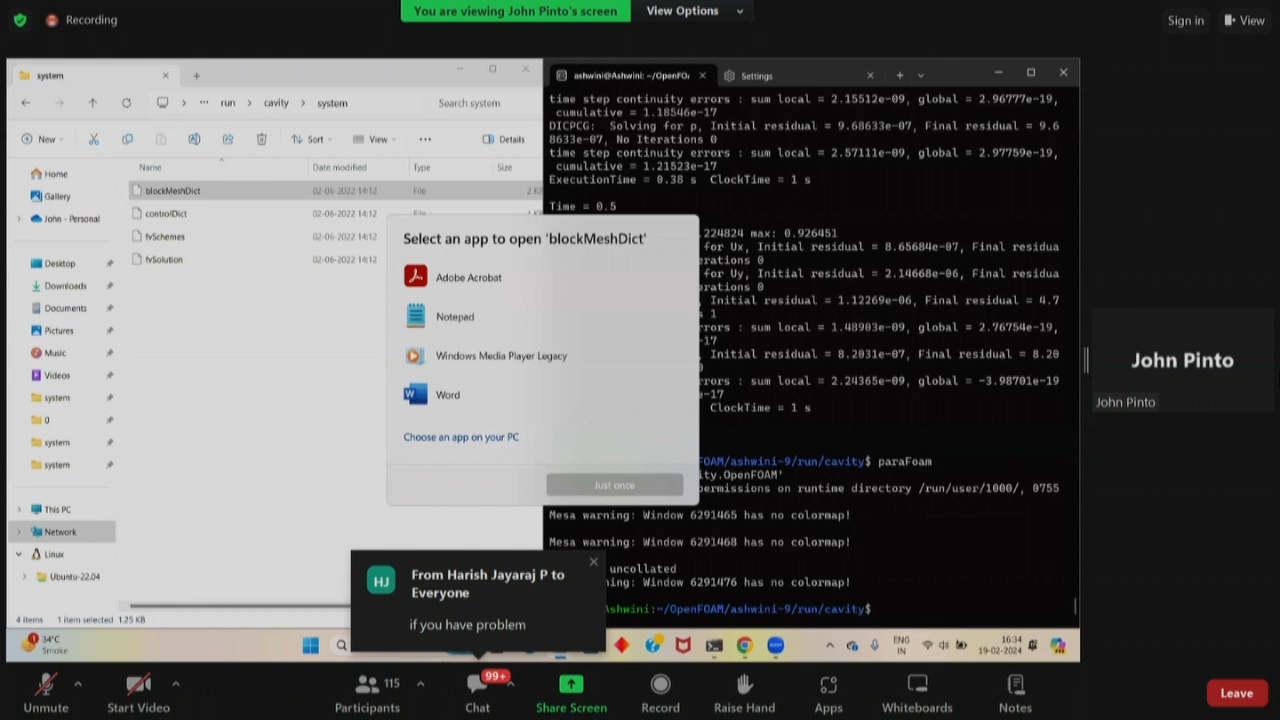 Recording
You are viewing John Pinto's screen
View Options
Sign in
View
system
ashwini@Ashwini: ~/OpenFOA
Settings
run
cavity
system
Search system
New
Sort
View
Details
Name
Date modified
Type
Size
Home
Gallery
John - Personal
Desktop
Downloads
Documents
Pictures
Music
Videos
system
0
system
system
This PC
Network
Linux
Ubuntu-22.04
blockMeshDict 02-06-2022 14:12 File 2 K
controlDict 02-06-2022 14:12 File 1 K
fvSchemes 02-06-2022 14:12
fvSolution 02-06-2022 14:12
4 items 1 item selected 1.25 KB
Select an app to open 'blockMeshDict'
Adobe Acrobat
Notepad
Windows Media Player Legacy
Word
Choose an app on your PC
Just once
time step continuity errors : sum local = 2.15512e-09, global = 2.96777e-19,
cumulative = 1.18546e-17
DICPCG: Solving for p, Initial residual = 9.68633e-07, Final residual = 9.6
8633e-07, No Iterations 0
time step continuity errors : sum local = 2.57111e-09, global = 2.97759e-19,
cumulative = 1.21523e-17
ExecutionTime = 0.38 s ClockTime = 1 s
Time = 0.5
.224824 max: 0.926451
for Ux, Initial residual = 8.65684e-07, Final residual
erations 0
for Uy, Initial residual = 2.14668e-06, Final residual
erations 0
, Initial residual = 1.12269e-06, Final residual = 4.7
s 1
rrors : sum local = 1.48903e-09, global = 2.76754e-19,
-17
, Initial residual = 8.2031e-07, Final residual = 8.20
0
rrors : sum local = 2.24365e-09, global = -3.98701e-19
e-17
ClockTime = 1 s
FOAM/ashwini-9/run/cavity$ paraFoam
ty.OpenFOAM'
permissions on runtime directory /run/user/1000/, 0755
Mesa warning: Window 6291465 has no colormap!
Mesa warning: Window 6291468 has no colormap!
uncollated
ning: Window 6291476 has no colormap!
Ashwini:~/OpenFOAM/ashwini-9/run/cavity$
HJ
From Harish Jayaraj P to
Everyone
if you have problem
34°C
Smoke
ENG
IN
16:34
19-02-2024
John Pinto
John Pinto
Unmute
Start Video
115
Participants
99+
Chat
Share Screen
Record
Raise Hand
Apps
Whiteboards
Notes
Leave